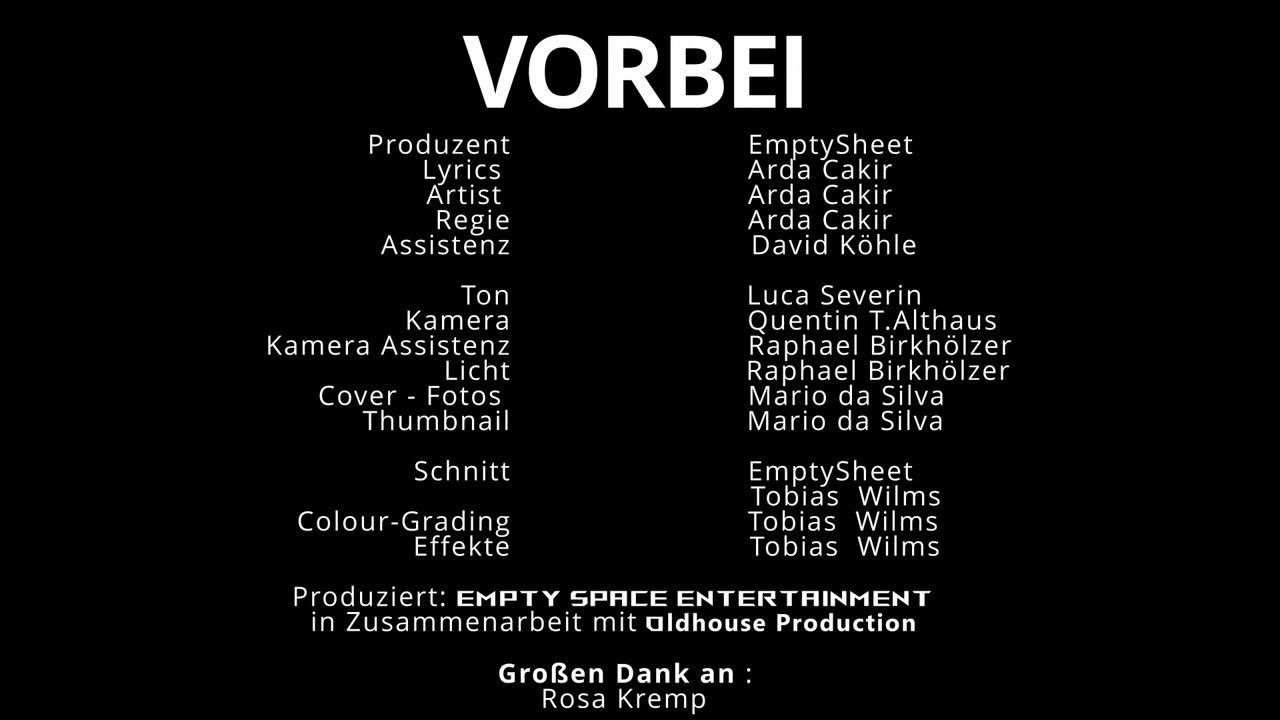 VORBEI
Produzent EmptySheet
Lyrics Arda Cakir
Artist Arda Cakir
Regie Arda Cakir
Assistenz David Köhle
Ton Luca Severin
Kamera Quentin T.Althaus
Kamera Assistenz Raphael Birkhölzer
Licht Raphael Birkhölzer
Cover - Fotos Mario da Silva
Thumbnail Mario da Silva
Schnitt EmptySheet
Tobias Wilms
Colour-Grading Tobias Wilms
Effekte Tobias Wilms
Produziert: EMPTY SPACE ENTERTAINMENT
in Zusammenarbeit mit Oldhouse Production
Großen Dank an :
Rosa Kremp